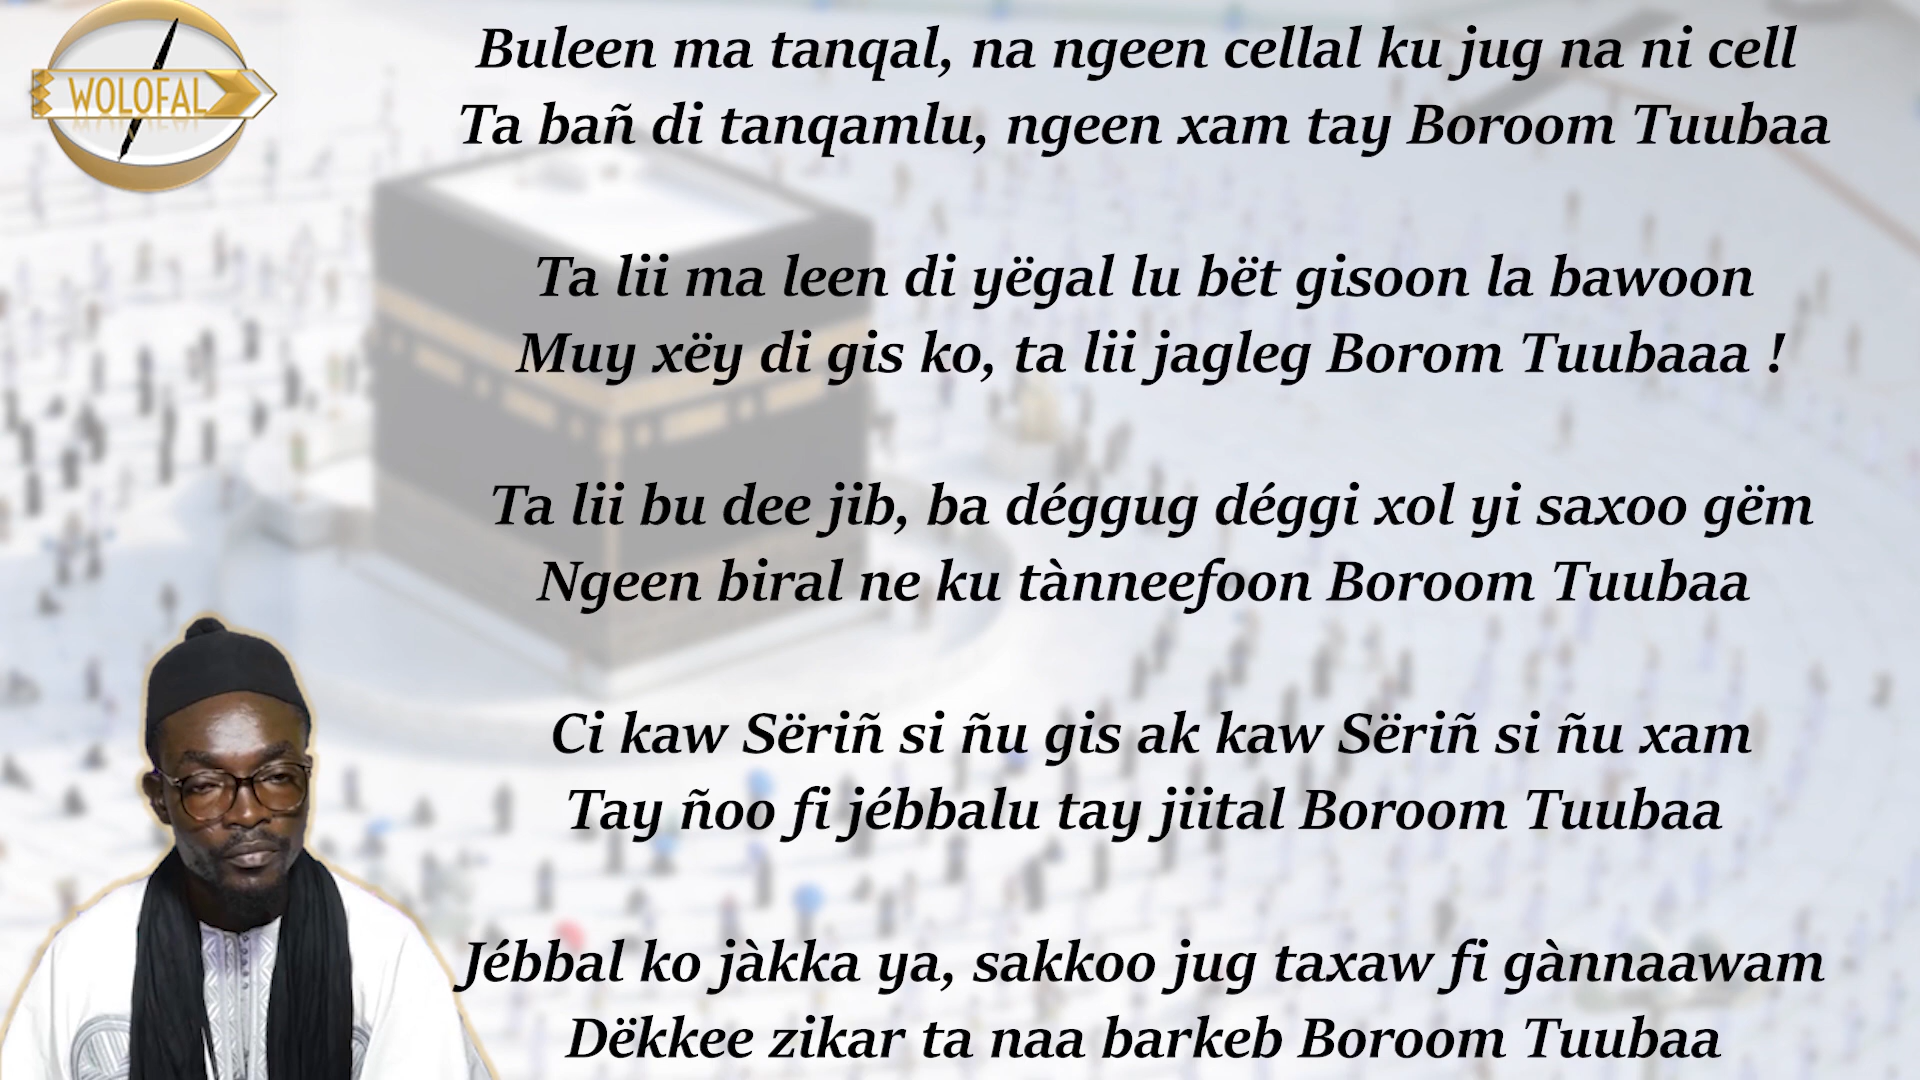 WOLOFAL
Buleen ma tanqal, na ngeen cellal ku jug na ni cell
Ta bañ di tanqamlu, ngeen xam tay Boroom Tuubaa
Ta lii ma leen di yëgal lu bët gisoon la bawoon
Muy xëy di gis ko, ta lii jagleg Borom Tuubaaa !
Ta lii bu dee jib, ba déggug déggi xol yi saxoo gëm
Ngeen biral ne ku tànneefoon Boroom Tuubaa
Ci kaw Sëriñ si ñu gis ak kaw Sëriñ si ñu xam
Tay ñoo fi jébbalu tay jiital Boroom Tuubaa
Jébbal ko jàkka ya, sakkoo jug taxaw fi gànnaawam
Dëkkee zikar ta naa barkeb Boroom Tuubaa